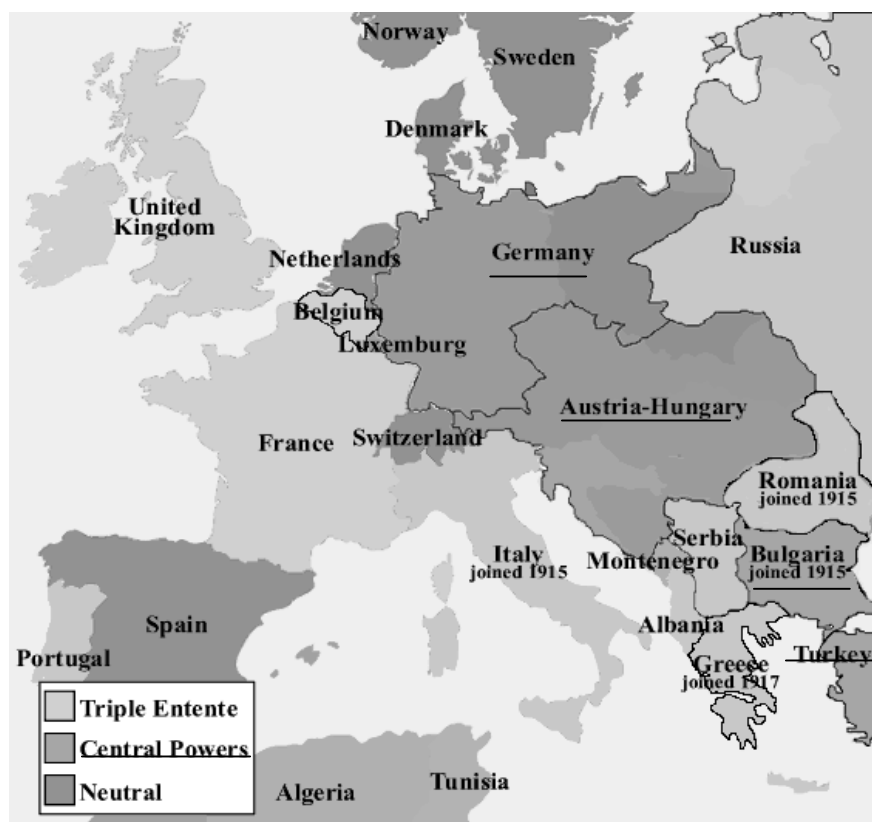 Norway
Sweden
Denmark
United
Kingdom
Netherlands
Germany
Russia
Belgium
Luxemburg
Austria-Hungary
France
Switzerland
Romania
joined 1915
Serbia
Italy
joined 1915
Montenegro
Bulgaria
joined 1915
Spain
Albania
Portugal
Greece
joined 1917
Turkey
Triple Entente
Central Powers
Neutral
Algeria
Tunisia